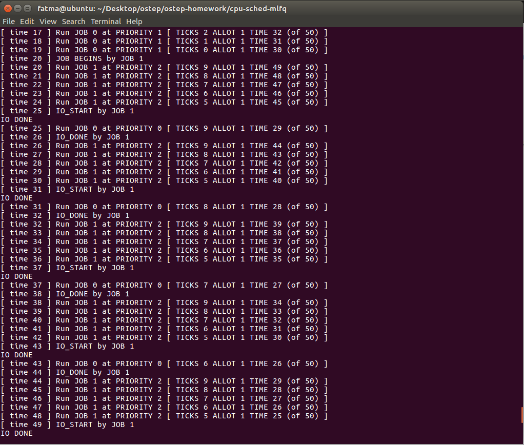 fatma@ubuntu: ~/Desktop/ostep/ostep-homework/cpu-sched-mlfq
File Edit View Search Terminal Help
[ time 17 ] Run JOB 0 at PRIORITY 1 [ TICKS 2 ALLOT 1 TIME 32 (of 50) ]
[ time 18 ] Run JOB 0 at PRIORITY 1 [ TICKS 1 ALLOT 1 TIME 31 (of 50) ]
[ time 19 ] Run JOB 0 at PRIORITY 1 [ TICKS 0 ALLOT 1 TIME 30 (of 50) ]
[ time 20 ] JOB BEGINS by JOB 1
[ time 20 ] Run JOB 1 at PRIORITY 2 [ TICKS 9 ALLOT 1 TIME 49 (of 50) ]
[ time 21 ] Run JOB 1 at PRIORITY 2 [ TICKS 8 ALLOT 1 TIME 48 (of 50) ]
[ time 22 ] Run JOB 1 at PRIORITY 2 [ TICKS 7 ALLOT 1 TIME 47 (of 50) ]
[ time 23 ] Run JOB 1 at PRIORITY 2 [ TICKS 6 ALLOT 1 TIME 46 (of 50) ]
[ time 24 ] Run JOB 1 at PRIORITY 2 [ TICKS 5 ALLOT 1 TIME 45 (of 50) ]
[ time 25 ] IO_START by JOB 1
IO DONE
[ time 25 ] Run JOB 0 at PRIORITY 0 [ TICKS 9 ALLOT 1 TIME 29 (of 50) ]
[ time 26 ] IO_DONE by JOB 1
[ time 26 ] Run JOB 1 at PRIORITY 2 [ TICKS 9 ALLOT 1 TIME 44 (of 50) ]
[ time 27 ] Run JOB 1 at PRIORITY 2 [ TICKS 8 ALLOT 1 TIME 43 (of 50) ]
[ time 28 ] Run JOB 1 at PRIORITY 2 [ TICKS 7 ALLOT 1 TIME 42 (of 50) ]
[ time 29 ] Run JOB 1 at PRIORITY 2 [ TICKS 6 ALLOT 1 TIME 41 (of 50) ]
[ time 30 ] Run JOB 1 at PRIORITY 2 [ TICKS 5 ALLOT 1 TIME 40 (of 50) ]
[ time 31 ] IO_START by JOB 1
IO DONE
[ time 31 ] Run JOB 0 at PRIORITY 0 [ TICKS 8 ALLOT 1 TIME 28 (of 50) ]
[ time 32 ] IO_DONE by JOB 1
[ time 32 ] Run JOB 1 at PRIORITY 2 [ TICKS 9 ALLOT 1 TIME 39 (of 50) ]
[ time 33 ] Run JOB 1 at PRIORITY 2 [ TICKS 8 ALLOT 1 TIME 38 (of 50) ]
[ time 34 ] Run JOB 1 at PRIORITY 2 [ TICKS 7 ALLOT 1 TIME 37 (of 50) ]
[ time 35 ] Run JOB 1 at PRIORITY 2 [ TICKS 6 ALLOT 1 TIME 36 (of 50) ]
[ time 36 ] Run JOB 1 at PRIORITY 2 [ TICKS 5 ALLOT 1 TIME 35 (of 50) ]
[ time 37 ] IO_START by JOB 1
IO DONE
[ time 37 ] Run JOB 0 at PRIORITY 0 [ TICKS 7 ALLOT 1 TIME 27 (of 50) ]
[ time 38 ] IO_DONE by JOB 1
[ time 38 ] Run JOB 1 at PRIORITY 2 [ TICKS 9 ALLOT 1 TIME 34 (of 50) ]
[ time 39 ] Run JOB 1 at PRIORITY 2 [ TICKS 8 ALLOT 1 TIME 33 (of 50) ]
[ time 40 ] Run JOB 1 at PRIORITY 2 [ TICKS 7 ALLOT 1 TIME 32 (of 50) ]
[ time 41 ] Run JOB 1 at PRIORITY 2 [ TICKS 6 ALLOT 1 TIME 31 (of 50) ]
[ time 42 ] Run JOB 1 at PRIORITY 2 [ TICKS 5 ALLOT 1 TIME 30 (of 50) ]
[ time 43 ] IO_START by JOB 1
IO DONE
[ time 43 ] Run JOB 0 at PRIORITY 0 [ TICKS 6 ALLOT 1 TIME 26 (of 50) ]
[ time 44 ] IO_DONE by JOB 1
[ time 44 ] Run JOB 1 at PRIORITY 2 [ TICKS 9 ALLOT 1 TIME 29 (of 50) ]
[ time 45 ] Run JOB 1 at PRIORITY 2 [ TICKS 8 ALLOT 1 TIME 28 (of 50) ]
[ time 46 ] Run JOB 1 at PRIORITY 2 [ TICKS 7 ALLOT 1 TIME 27 (of 50) ]
[ time 47 ] Run JOB 1 at PRIORITY 2 [ TICKS 6 ALLOT 1 TIME 26 (of 50) ]
[ time 48 ] Run JOB 1 at PRIORITY 2 [ TICKS 5 ALLOT 1 TIME 25 (of 50) ]
[ time 49 ] IO_START by JOB 1
IO DONE